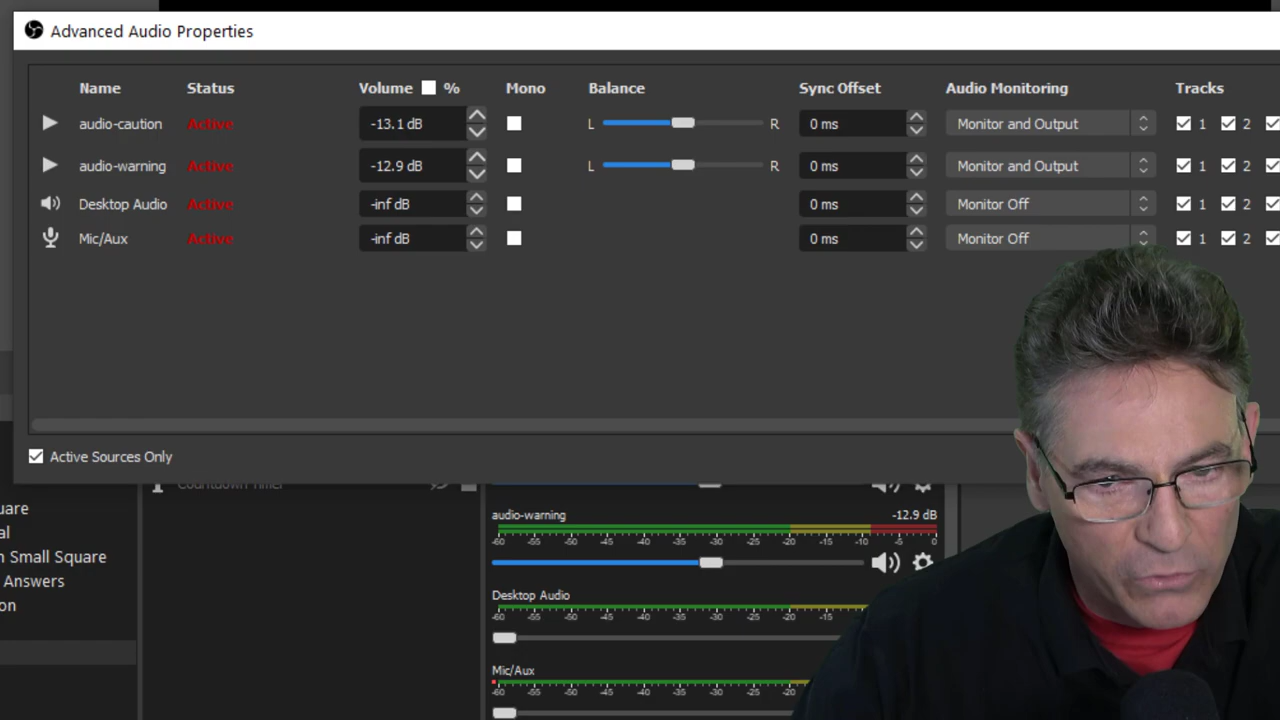 Advanced Audio Properties
Name Status Volume % Mono Balance Sync Offset Audio Monitoring Tracks
audio-caution Active -13.1 dB L R 0 ms Monitor and Output 1 2
audio-warning Active -12.9 dB L R 0 ms Monitor and Output 1 2
Desktop Audio Active -inf dB 0 ms Monitor Off 1 2
Mic/Aux Active -inf dB 0 ms Monitor Off 1 2
Active Sources Only
Countdown Timer
uare
al
n Small Square
Answers
on
audio-warning -12.9 dB
-60 -55 -50 -45 -40 -35 -30 -25 -20 -15 -10 -5 0
Desktop Audio
-60 -55 -50 -45 -40 -35 -30 -25 -20 -15
Mic/Aux
-60 -55 -50 -45 -40 -35 -30 -25 -20